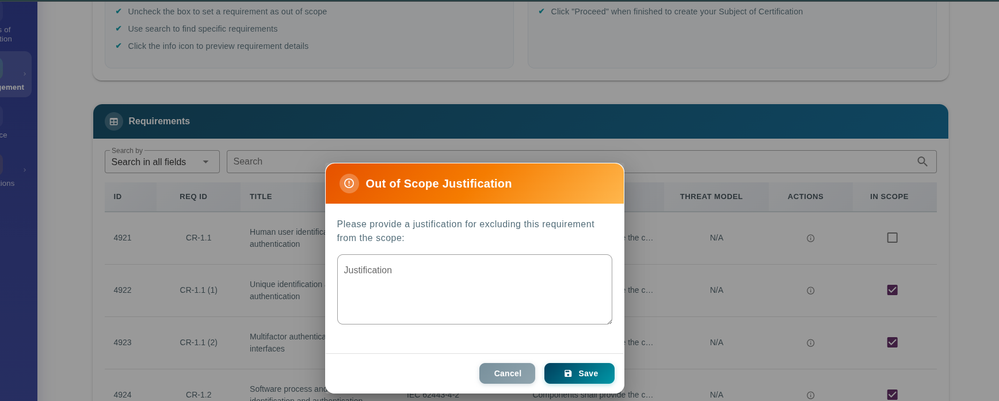 Uncheck the box to set a requirement as out of scope
Use search to find specific requirements
Click the info icon to preview requirement details
Click "Proceed" when finished to create your Subject of Certification
s of
tion
gement
ce
ions
Requirements
Search by
Search in all fields
Search
ID REQ ID TITLE THREAT MODEL ACTIONS IN SCOPE
4921 CR-1.1 Human user identifica
authentication
e the c… N/A
4922 CR-1.1 (1) Unique identification
authentication
e the c… N/A
4923 CR-1.1 (2) Multifactor authentica
interfaces
e the c… N/A
4924 CR-1.2 Software process and
identification and authentication
IEC 62443-4-2 Components shall provide the c… N/A
Out of Scope Justification
Please provide a justification for excluding this requirement
from the scope:
Justification
Cancel
Save